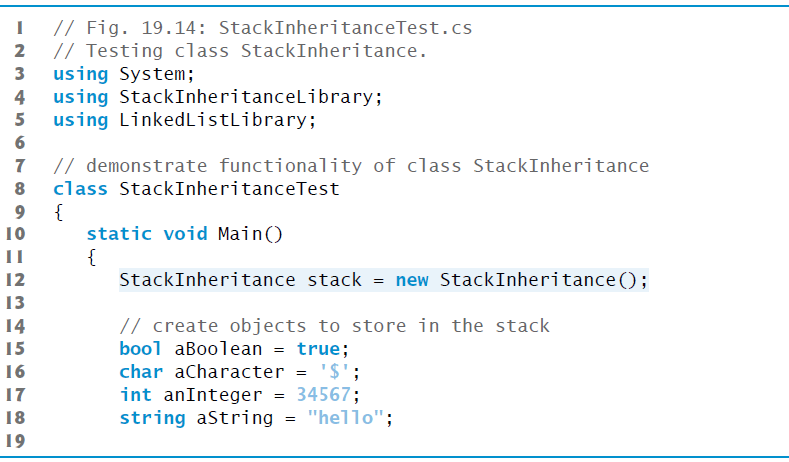 1 // Fig. 19.14: StackInheritanceTest.cs
2 // Testing class StackInheritance.
3 using System;
4 using StackInheritanceLibrary;
5 using LinkedListLibrary;
6
7 // demonstrate functionality of class StackInheritance
8 class StackInheritanceTest
9 {
10 static void Main()
11 {
12 StackInheritance stack = new StackInheritance();
13
14 // create objects to store in the stack
15 bool aBoolean = true;
16 char aCharacter = '$';
17 int anInteger = 34567;
18 string aString = "hello";
19